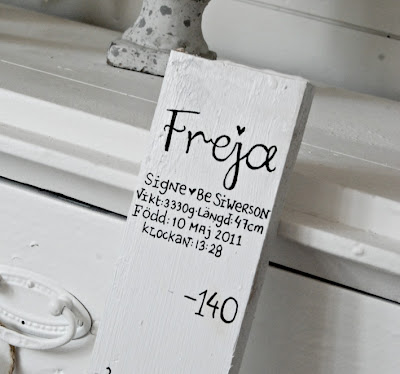 Freja
Signe♥Be Siwerson
Vikt:3330g·Längd:47cm
Född:10 Maj 2011
klockan:13:28
-140